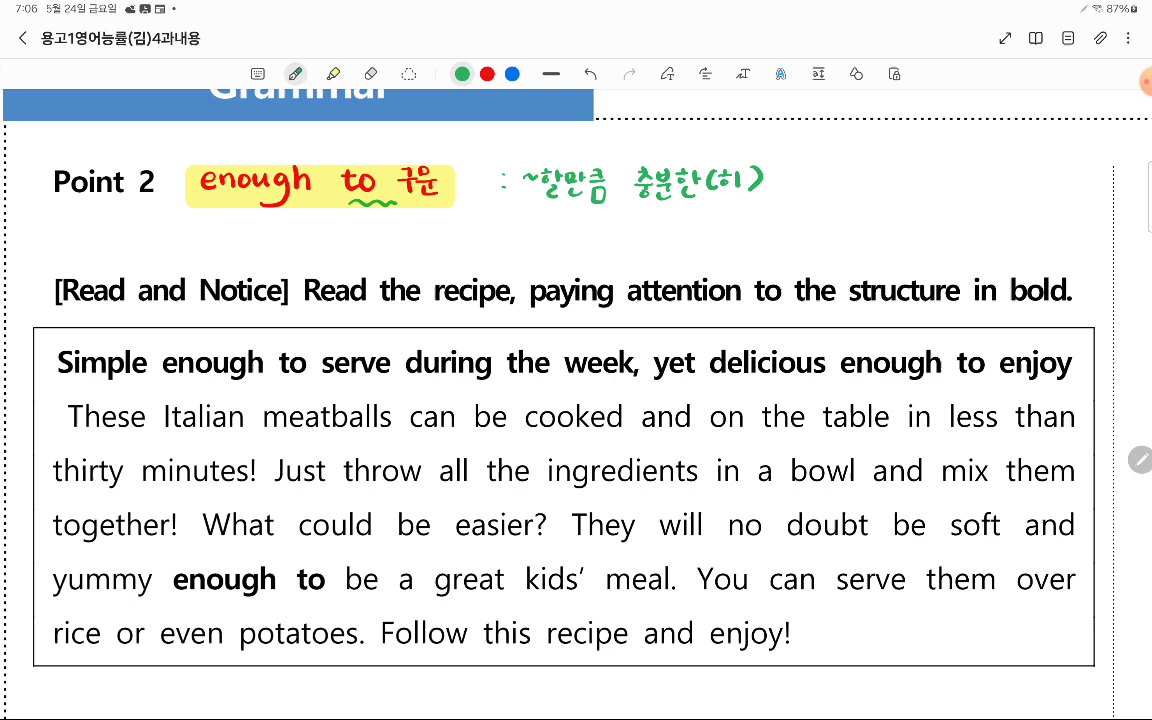 7:06 5월 24일 금요일
87%
용고1영어능률(김)4과내용
Grammar
Point 2 enough to 구문 : ~할만큼 충분한(히)
[Read and Notice] Read the recipe, paying attention to the structure in bold.
Simple enough to serve during the week, yet delicious enough to enjoy
These Italian meatballs can be cooked and on the table in less than
thirty minutes! Just throw all the ingredients in a bowl and mix them
together! What could be easier? They will no doubt be soft and
yummy enough to be a great kids’ meal. You can serve them over
rice or even potatoes. Follow this recipe and enjoy!